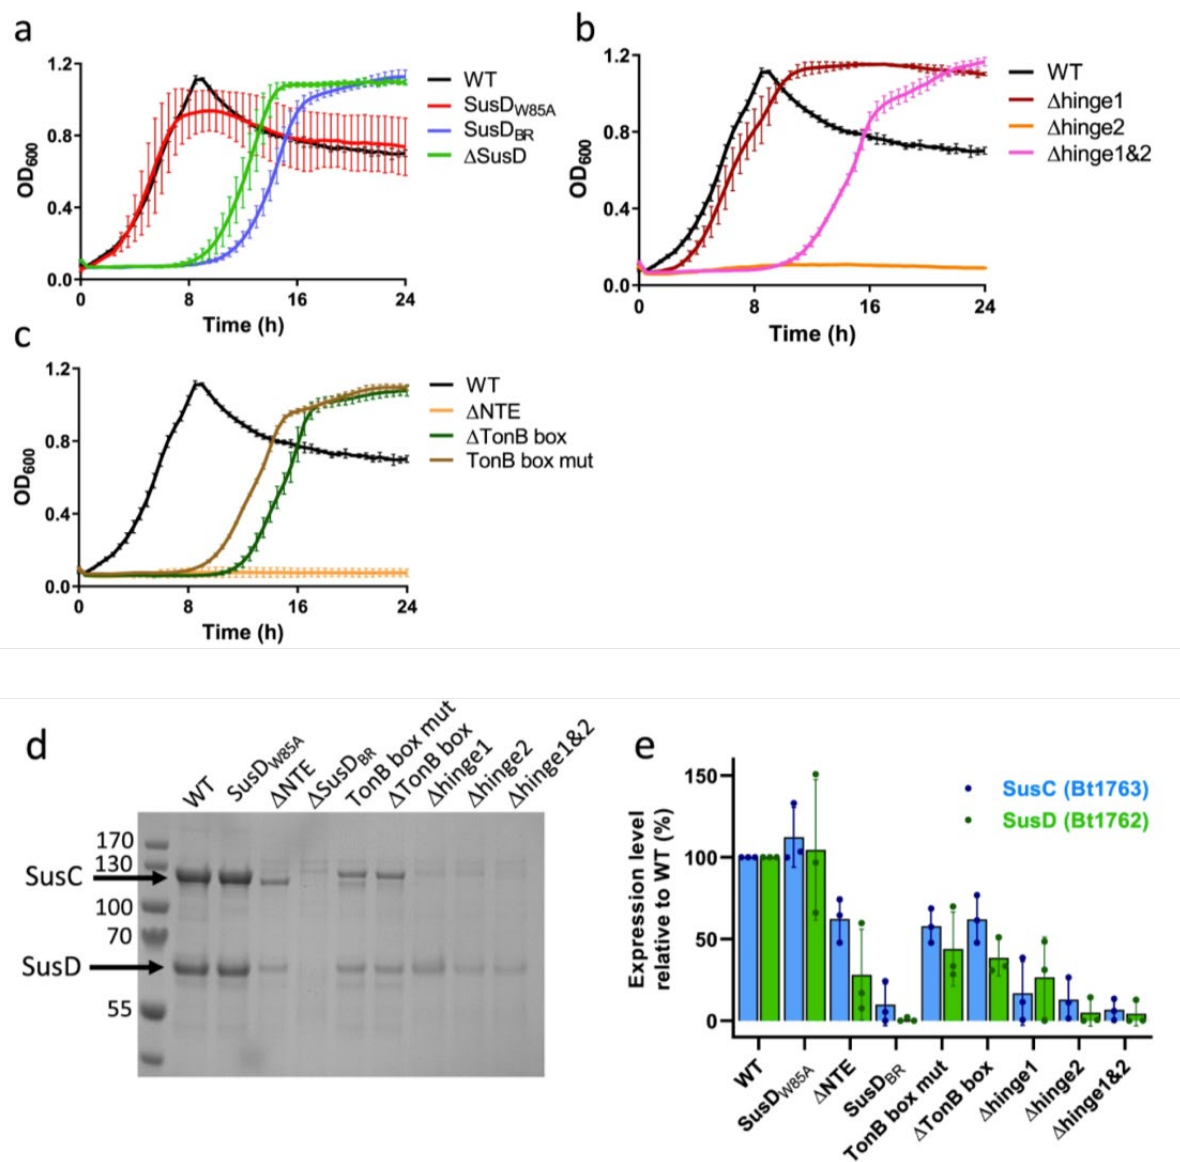 a
1.2
0.8
0.4
0.0
OD600
0 8 16 24
Time (h)
WT
SusDW85A
SusDBR
ΔSusD
b
1.2
0.8
0.4
0.0
OD600
0 8 16 24
Time (h)
WT
Δhinge1
Δhinge2
Δhinge1&2
c
1.2
0.8
0.4
0.0
OD600
0 8 16 24
Time (h)
WT
ΔNTE
ΔTonB box
TonB box mut
d
WT
SusDW85A
ΔNTE
ΔSusDBR
TonB box mut
ΔTonB box
Δhinge1
Δhinge2
Δhinge1&2
170
130
SusC
100
70
SusD
55
e
Expression level
relative to WT (%)
150
100
50
0
SusC (Bt1763)
SusD (Bt1762)
WT
SusDW85A
ΔNTE
SusDBR
TonB box mut
ΔTonB box
Δhinge1
Δhinge2
Δhinge1&2